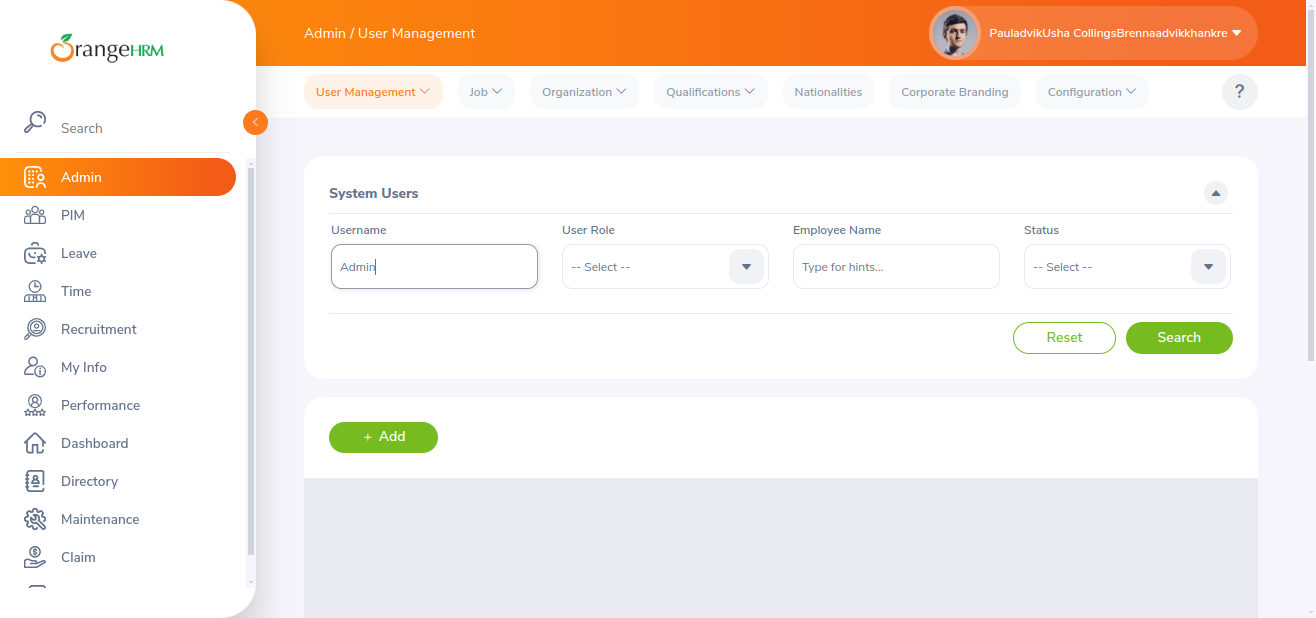 OrangeHRM
Admin / User Management
PauladvikUsha CollingsBrennaadvikkhankre
User Management
Job
Organization
Qualifications
Nationalities
Corporate Branding
Configuration
?
Search
Admin
PIM
Leave
Time
Recruitment
My Info
Performance
Dashboard
Directory
Maintenance
Claim
System Users
Username
User Role
Employee Name
Status
Admin
-- Select --
Type for hints...
-- Select --
Reset
Search
+ Add